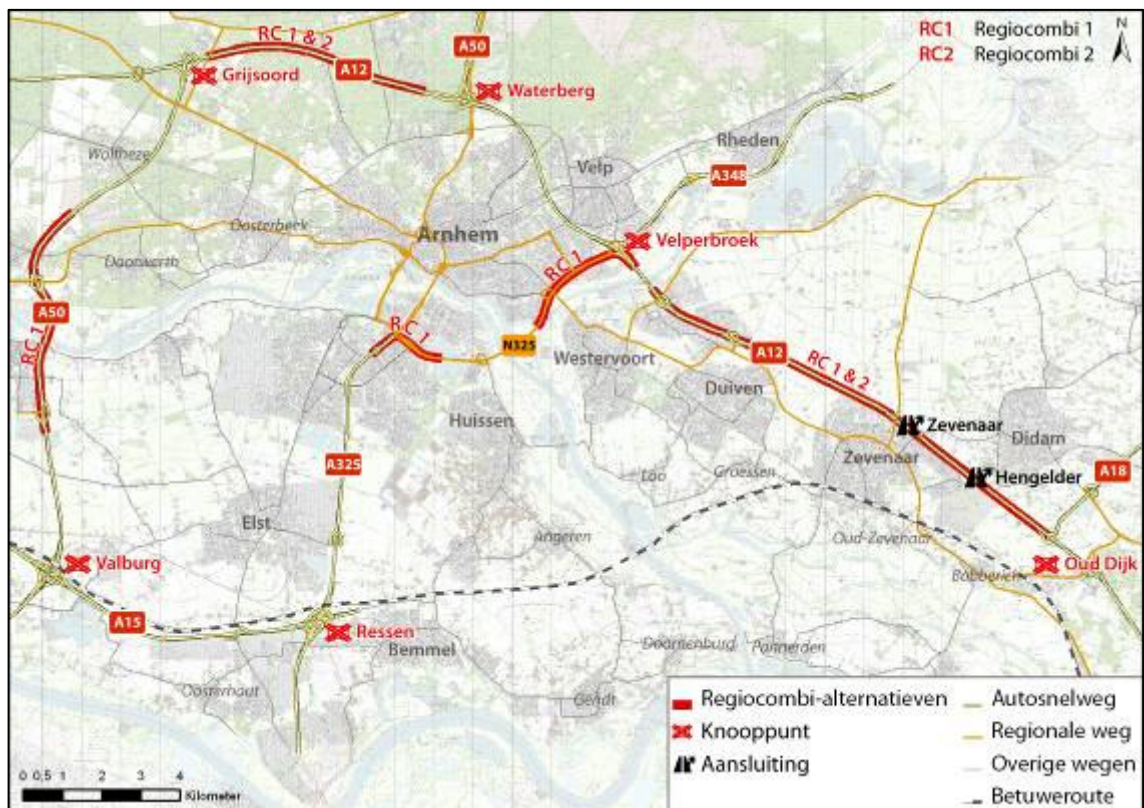 RC 1 & 2
A12
A50
RC1 Regiocombi 1
RC2 Regiocombi 2
N
Grijsoord
Waterberg
Wolfheze
Velp
Rheden
A348
Oosterbeek
Arnhem
Velperbroek
Doorwerth
RC 1
A50
RC 1
RC 1
N325
Westervoort
A12
RC 1 & 2
Duiven
Huissen
Zevenaar
Didam
Zevenaar
A325
Loo
Groessen
Hengelder
A18
Elst
Angeren
Oud-Zevenaar
Valburg
Babberich
Oud Dijk
A15
Ressen
Bemmel
Doornenburg
Pannerden
Oosterhout
Gendt
Regiocombi-alternatieven
Knooppunt
Aansluiting
Autosnelweg
Regionale weg
Overige wegen
Betuweroute
0 0,5 1 2 3 4
Kilometer